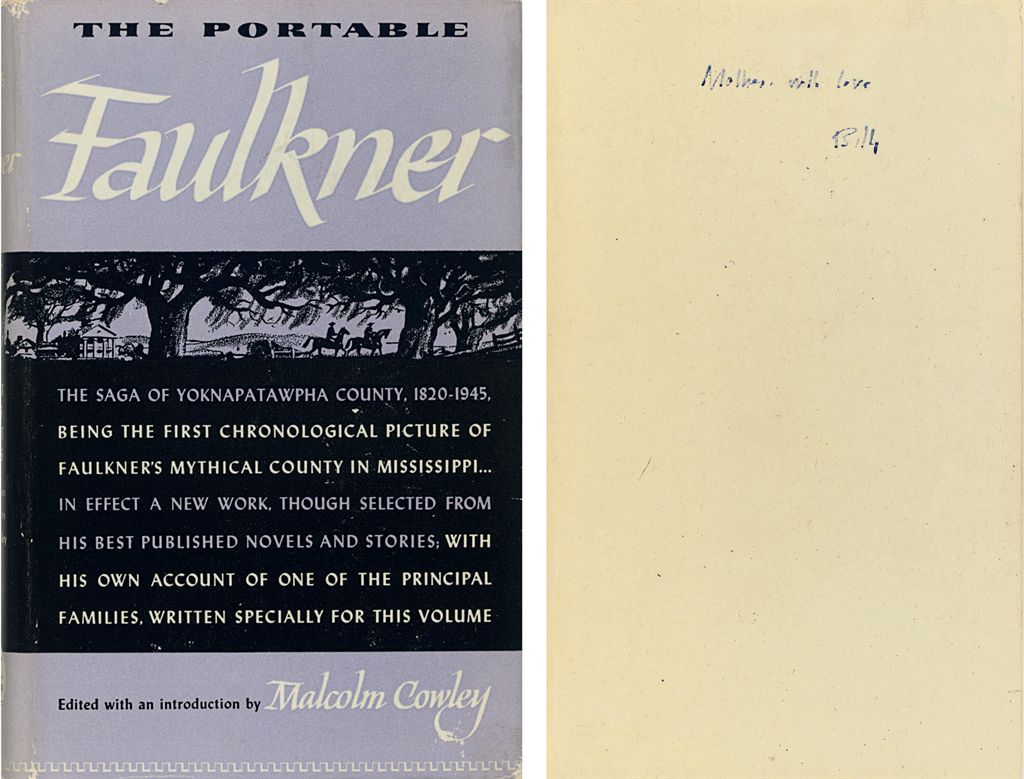 THE PORTABLE
Faulkner
THE SAGA OF YOKNAPATAWPHA COUNTY, 1820-1945,
BEING THE FIRST CHRONOLOGICAL PICTURE OF
FAULKNER'S MYTHICAL COUNTY IN MISSISSIPPI...
IN EFFECT A NEW WORK, THOUGH SELECTED FROM
HIS BEST PUBLISHED NOVELS AND STORIES; WITH
HIS OWN ACCOUNT OF ONE OF THE PRINCIPAL
FAMILIES, WRITTEN SPECIALLY FOR THIS VOLUME
Edited with an introduction by Malcolm Cowley
Mother. with love
Billy